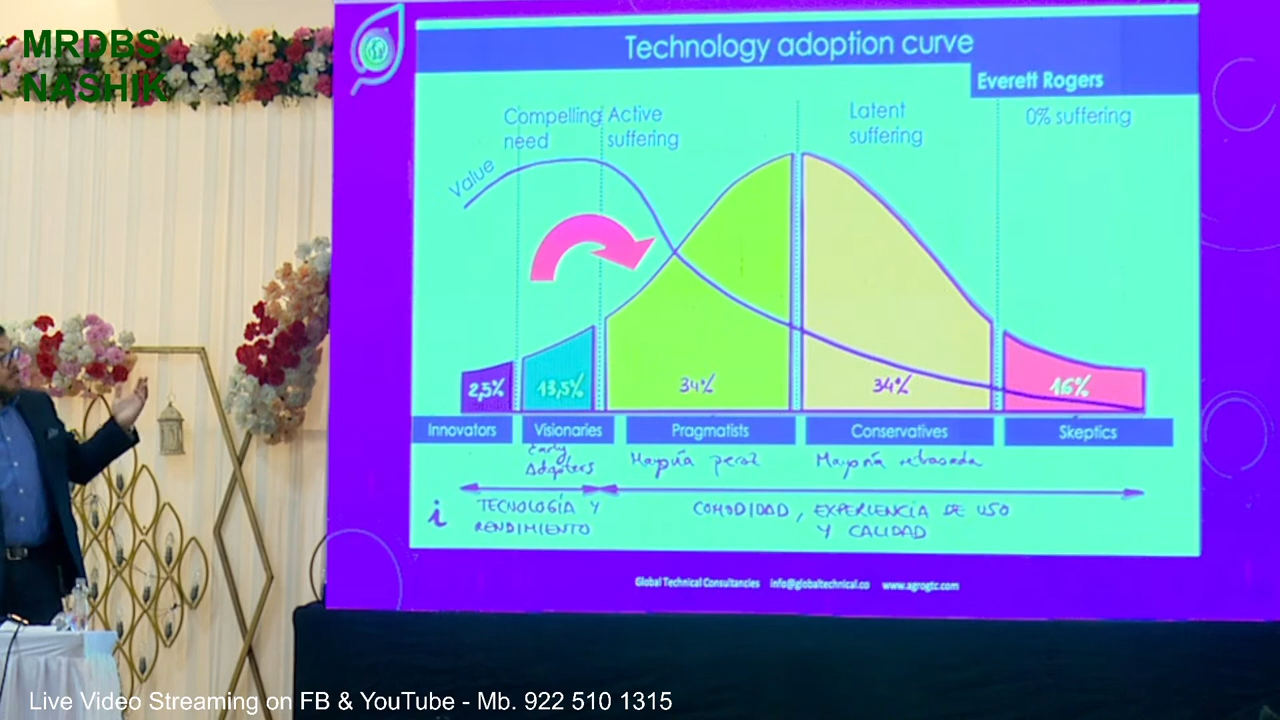 MRDBS
NASHIK
Technology adoption curve
Everett Rogers
Compelling need
Active suffering
Latent suffering
0% suffering
Value
2,5%
13,5%
34%
34%
16%
Innovators
Visionaries
Pragmatists
Conservatives
Skeptics
Early Adopters
Mayoría
Mayoría
TECNOLOGÍA Y
RENDIMIENTO
COMODIDAD, EXPERIENCIA DE USO
Y CALIDAD
i
Global Technical Consultancies info@globaltechnical.co www.agrogtc.com
Live Video Streaming on FB & YouTube - Mb. 922 510 1315